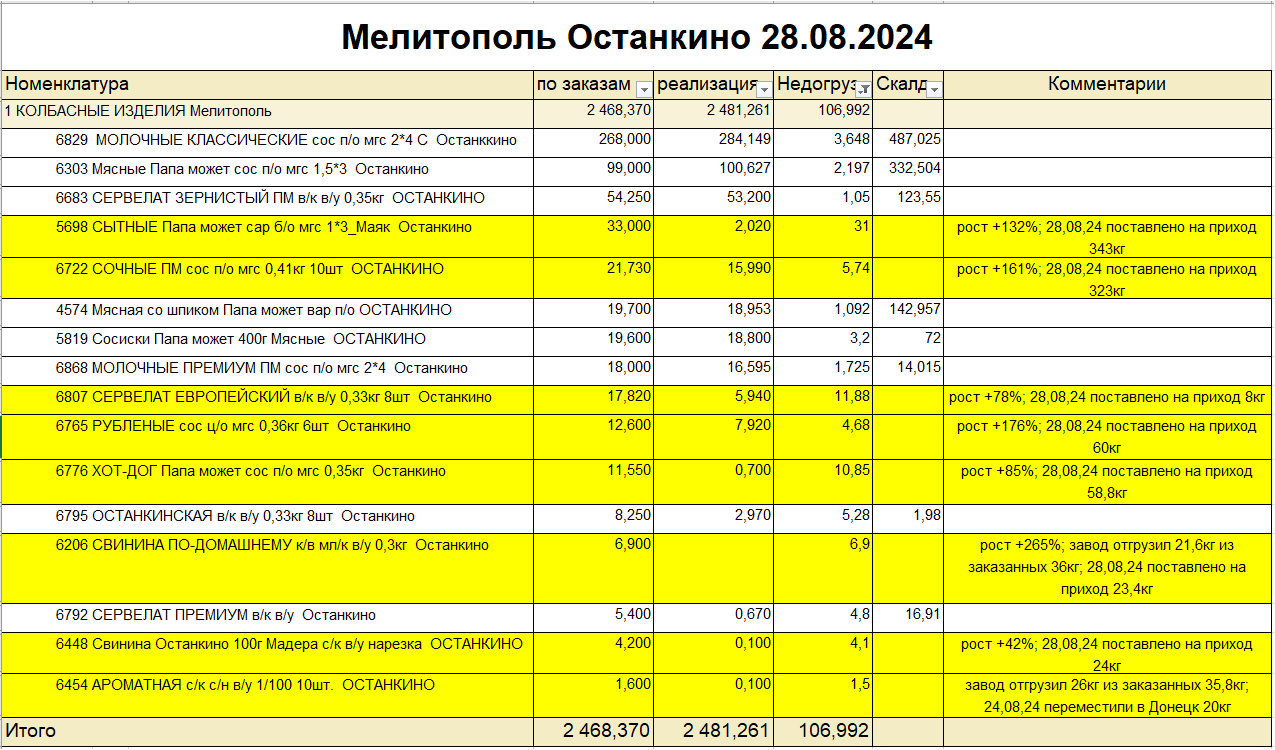 Мелитополь Останкино 28.08.2024
Номенклатура по заказам реализация Недогруз Скалд Комментарии
1 КОЛБАСНЫЕ ИЗДЕЛИЯ Мелитополь 2 468,370 2 481,261 106,992
6829 МОЛОЧНЫЕ КЛАССИЧЕСКИЕ сос п/о мгс 2*4 С Останккино 268,000 284,149 3,648 487,025
6303 Мясные Папа может сос п/о мгс 1,5*3 Останкино 99,000 100,627 2,197 332,504
6683 СЕРВЕЛАТ ЗЕРНИСТЫЙ ПМ в/к в/у 0,35кг ОСТАНКИНО 54,250 53,200 1,05 123,55
5698 СЫТНЫЕ Папа может сар б/о мгс 1*3_Маяк Останкино 33,000 2,020 31 рост +132%; 28,08,24 поставлено на приход
343кг
6722 СОЧНЫЕ ПМ сос п/о мгс 0,41кг 10шт ОСТАНКИНО 21,730 15,990 5,74 рост +161%; 28,08,24 поставлено на приход
323кг
4574 Мясная со шпиком Папа может вар п/о ОСТАНКИНО 19,700 18,953 1,092 142,957
5819 Сосиски Папа может 400г Мясные ОСТАНКИНО 19,600 18,800 3,2 72
6868 МОЛОЧНЫЕ ПРЕМИУМ ПМ сос п/о мгс 2*4 Останкино 18,000 16,595 1,725 14,015
6807 СЕРВЕЛАТ ЕВРОПЕЙСКИЙ в/к в/у 0,33кг 8шт Останкино 17,820 5,940 11,88 рост +78%; 28,08,24 поставлено на приход 8кг
6765 РУБЛЕНЫЕ сос ц/о мгс 0,36кг 6шт Останкино 12,600 7,920 4,68 рост +176%; 28,08,24 поставлено на приход
60кг
6776 ХОТ-ДОГ Папа может сос п/о мгс 0,35кг Останкино 11,550 0,700 10,85 рост +85%; 28,08,24 поставлено на приход
58,8кг
6795 ОСТАНКИНСКАЯ в/к в/у 0,33кг 8шт Останкино 8,250 2,970 5,28 1,98
6206 СВИНИНА ПО-ДОМАШНЕМУ к/в мл/к в/у 0,3кг Останкино 6,900 6,9 рост +265%; завод отгрузил 21,6кг из
заказанных 36кг; 28,08,24 поставлено на
приход 23,4кг
6792 СЕРВЕЛАТ ПРЕМИУМ в/к в/у Останкино 5,400 0,670 4,8 16,91
6448 Свинина Останкино 100г Мадера с/к в/у нарезка ОСТАНКИНО 4,200 0,100 4,1 рост +42%; 28,08,24 поставлено на приход
24кг
6454 АРОМАТНАЯ с/к с/н в/у 1/100 10шт. ОСТАНКИНО 1,600 0,100 1,5 завод отгрузил 26кг из заказанных 35,8кг;
24,08,24 переместили в Донецк 20кг
Итого 2 468,370 2 481,261 106,992